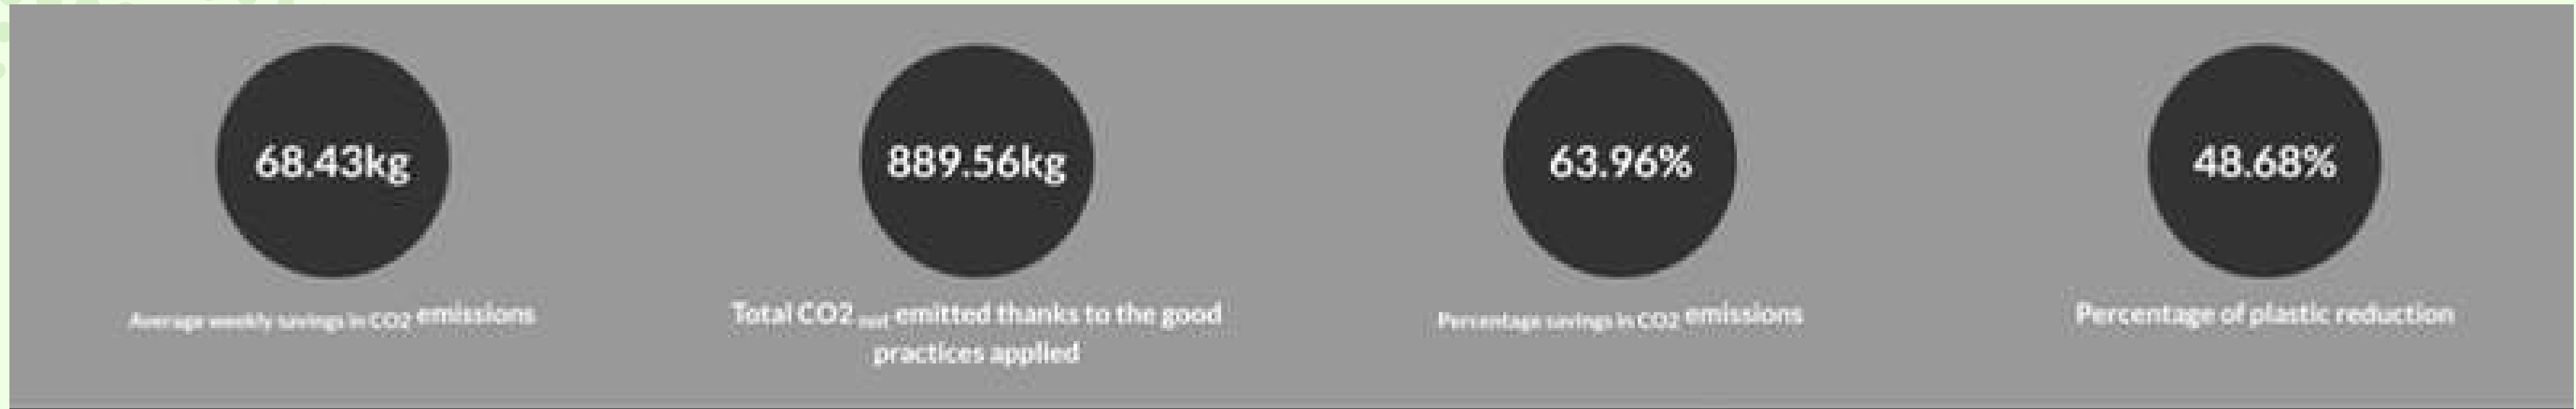 68.43kg
889.56kg
63.96%
48.68%
Average weekly savings in CO2 emissions
Total CO2 not emitted thanks to the good
practices applied
Percentage savings in CO2 emissions
Percentage of plastic reduction